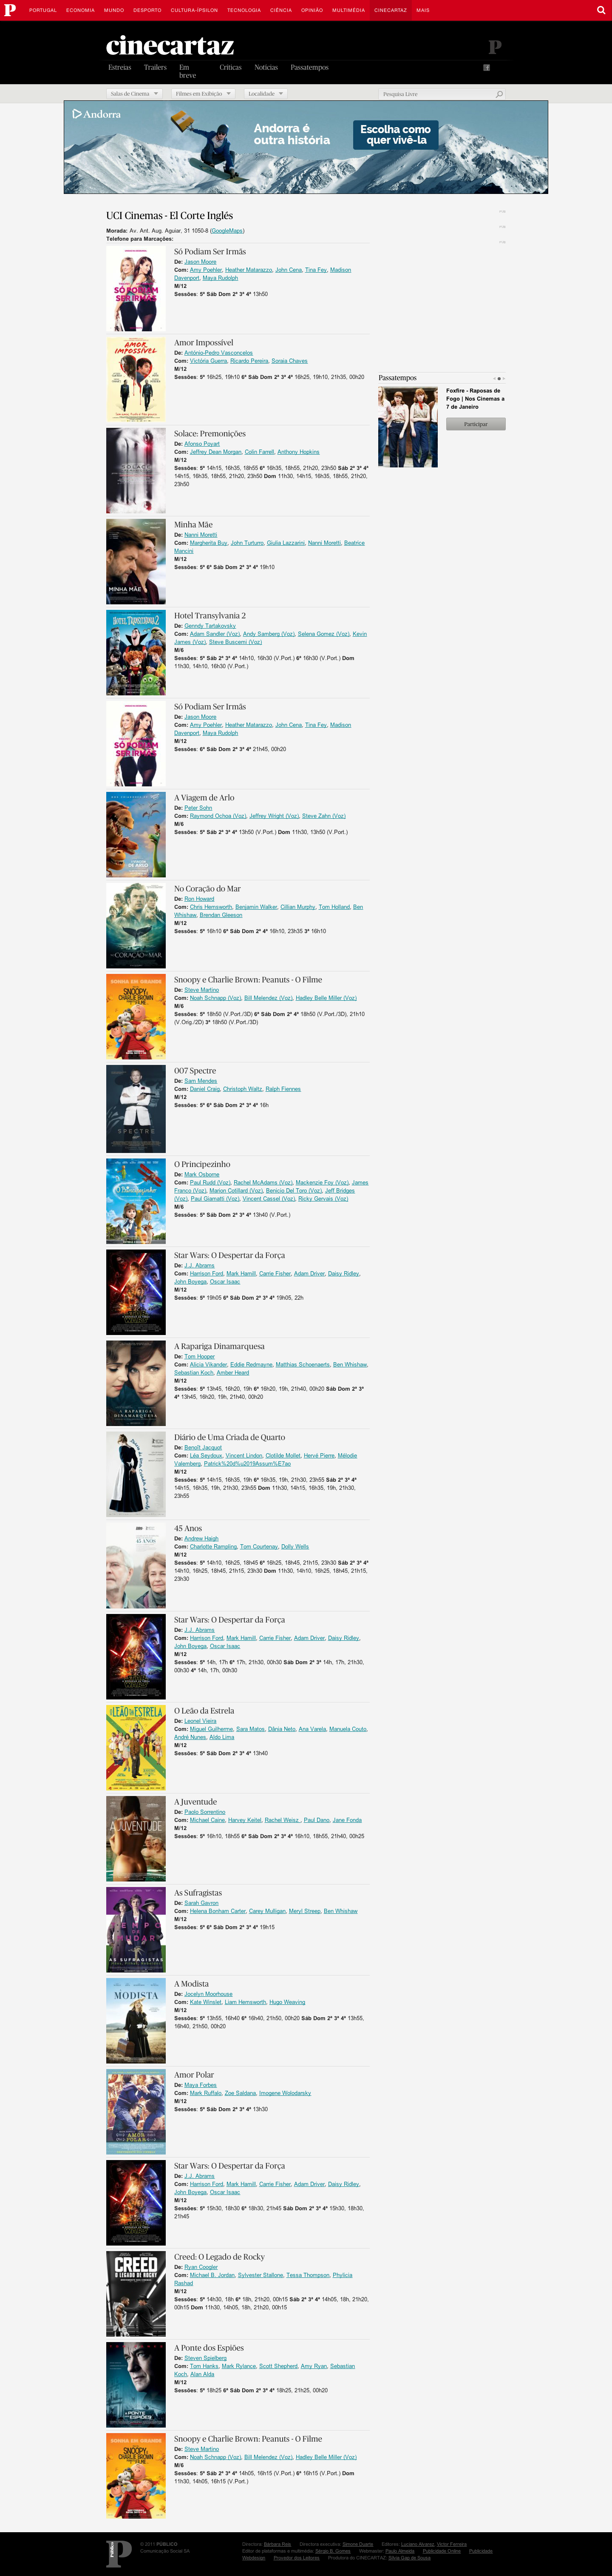 PORTUGAL ECONOMIA MUNDO DESPORTO CULTURA-ÍPSILON TECNOLOGIA CIÊNCIA OPINIÃO MULTIMÉDIA CINECARTAZ MAIS
cinecartaz
Estreias Trailers Em breve Críticas Notícias Passatempos
Salas de Cinema Filmes em Exibição Localidade Pesquisa Livre
Andorra
Andorra é
outra história
Escolha como
quer vivê-la
UCI Cinemas - El Corte Inglés
Morada: Av. Ant. Aug. Aguiar, 31 1050-8 (GoogleMaps)
Telefone para Marcações:
Só Podiam Ser Irmãs
De: Jason Moore
Com: Amy Poehler, Heather Matarazzo, John Cena, Tina Fey, Madison
Davenport, Maya Rudolph
M/12
Sessões: 5ª Sáb Dom 2ª 3ª 4ª 13h50
Amor Impossível
De: António-Pedro Vasconcelos
Com: Victória Guerra, Ricardo Pereira, Soraia Chaves
M/12
Sessões: 5ª 16h25, 19h10 6ª Sáb Dom 2ª 3ª 4ª 16h25, 19h10, 21h35, 00h20
Solace: Premonições
De: Afonso Poyart
Com: Jeffrey Dean Morgan, Colin Farrell, Anthony Hopkins
M/12
Sessões: 5ª 14h15, 16h35, 18h55 6ª 16h35, 18h55, 21h20, 23h50 Sáb 2ª 3ª 4ª
14h15, 16h35, 18h55, 21h20, 23h50 Dom 11h30, 14h15, 16h35, 18h55, 21h20,
23h50
Minha Mãe
De: Nanni Moretti
Com: Margherita Buy, John Turturro, Giulia Lazzarini, Nanni Moretti, Beatrice
Mancini
M/12
Sessões: 5ª 6ª Sáb Dom 2ª 3ª 4ª 19h10
Hotel Transylvania 2
De: Genndy Tartakovsky
Com: Adam Sandler (Voz), Andy Samberg (Voz), Selena Gomez (Voz), Kevin
James (Voz), Steve Buscemi (Voz)
M/6
Sessões: 5ª Sáb 2ª 3ª 4ª 14h10, 16h30 (V.Port.) 6ª 16h30 (V.Port.) Dom
11h30, 14h10, 16h30 (V.Port.)
Só Podiam Ser Irmãs
De: Jason Moore
Com: Amy Poehler, Heather Matarazzo, John Cena, Tina Fey, Madison
Davenport, Maya Rudolph
M/12
Sessões: 6ª Sáb Dom 2ª 3ª 4ª 21h45, 00h20
A Viagem de Arlo
De: Peter Sohn
Com: Raymond Ochoa (Voz), Jeffrey Wright (Voz), Steve Zahn (Voz)
M/6
Sessões: 5ª Sáb 2ª 3ª 4ª 13h50 (V.Port.) Dom 11h30, 13h50 (V.Port.)
No Coração do Mar
De: Ron Howard
Com: Chris Hemsworth, Benjamin Walker, Cillian Murphy, Tom Holland, Ben
Whishaw, Brendan Gleeson
M/12
Sessões: 5ª 16h10 6ª Sáb Dom 2ª 4ª 16h10, 23h35 3ª 16h10
Snoopy e Charlie Brown: Peanuts - O Filme
De: Steve Martino
Com: Noah Schnapp (Voz), Bill Melendez (Voz), Hadley Belle Miller (Voz)
M/6
Sessões: 5ª 18h50 (V.Port./3D) 6ª Sáb Dom 2ª 4ª 18h50 (V.Port./3D), 21h10
(V.Orig./2D) 3ª 18h50 (V.Port./3D)
007 Spectre
De: Sam Mendes
Com: Daniel Craig, Christoph Waltz, Ralph Fiennes
M/12
Sessões: 5ª 6ª Sáb Dom 2ª 3ª 4ª 16h
O Principezinho
De: Mark Osborne
Com: Paul Rudd (Voz), Rachel McAdams (Voz), Mackenzie Foy (Voz), James
Franco (Voz), Marion Cotillard (Voz), Benicio Del Toro (Voz), Jeff Bridges
(Voz), Paul Giamatti (Voz), Vincent Cassel (Voz), Ricky Gervais (Voz)
M/6
Sessões: 5ª Sáb Dom 2ª 3ª 4ª 13h40 (V.Port.)
Star Wars: O Despertar da Força
De: J.J. Abrams
Com: Harrison Ford, Mark Hamill, Carrie Fisher, Adam Driver, Daisy Ridley,
John Boyega, Oscar Isaac
M/12
Sessões: 5ª 19h05 6ª Sáb Dom 2ª 3ª 4ª 19h05, 22h
A Rapariga Dinamarquesa
De: Tom Hooper
Com: Alicia Vikander, Eddie Redmayne, Matthias Schoenaerts, Ben Whishaw,
Sebastian Koch, Amber Heard
M/12
Sessões: 5ª 13h45, 16h20, 19h 6ª 16h20, 19h, 21h40, 00h20 Sáb Dom 2ª 3ª
4ª 13h45, 16h20, 19h, 21h40, 00h20
Diário de Uma Criada de Quarto
De: Benoît Jacquot
Com: Léa Seydoux, Vincent Lindon, Clotilde Mollet, Hervé Pierre, Mélodie
Valemberg, Patrick%20d%u2019Assum%E7ao
M/12
Sessões: 5ª 14h15, 16h35, 19h 6ª 16h35, 19h, 21h30, 23h55 Sáb 2ª 3ª 4ª
14h15, 16h35, 19h, 21h30, 23h55 Dom 11h30, 14h15, 16h35, 19h, 21h30,
23h55
45 Anos
De: Andrew Haigh
Com: Charlotte Rampling, Tom Courtenay, Dolly Wells
M/12
Sessões: 5ª 14h10, 16h25, 18h45 6ª 16h25, 18h45, 21h15, 23h30 Sáb 2ª 3ª 4ª
14h10, 16h25, 18h45, 21h15, 23h30 Dom 11h30, 14h10, 16h25, 18h45, 21h15,
23h30
Star Wars: O Despertar da Força
De: J.J. Abrams
Com: Harrison Ford, Mark Hamill, Carrie Fisher, Adam Driver, Daisy Ridley,
John Boyega, Oscar Isaac
M/12
Sessões: 5ª 14h, 17h 6ª 17h, 21h30, 00h30 Sáb Dom 2ª 3ª 14h, 17h, 21h30,
00h30 4ª 14h, 17h, 00h30
O Leão da Estrela
De: Leonel Vieira
Com: Miguel Guilherme, Sara Matos, Dânia Neto, Ana Varela, Manuela Couto,
André Nunes, Aldo Lima
M/12
Sessões: 5ª Sáb Dom 2ª 3ª 4ª 13h40
A Juventude
De: Paolo Sorrentino
Com: Michael Caine, Harvey Keitel, Rachel Weisz , Paul Dano, Jane Fonda
M/12
Sessões: 5ª 16h10, 18h55 6ª Sáb Dom 2ª 3ª 4ª 16h10, 18h55, 21h40, 00h25
As Sufragistas
De: Sarah Gavron
Com: Helena Bonham Carter, Carey Mulligan, Meryl Streep, Ben Whishaw
M/12
Sessões: 5ª 6ª Sáb Dom 2ª 3ª 4ª 19h15
A Modista
De: Jocelyn Moorhouse
Com: Kate Winslet, Liam Hemsworth, Hugo Weaving
M/12
Sessões: 5ª 13h55, 16h40 6ª 16h40, 21h50, 00h20 Sáb Dom 2ª 3ª 4ª 13h55,
16h40, 21h50, 00h20
Amor Polar
De: Maya Forbes
Com: Mark Ruffalo, Zoe Saldana, Imogene Wolodarsky
M/12
Sessões: 5ª Sáb Dom 2ª 3ª 4ª 13h30
Star Wars: O Despertar da Força
De: J.J. Abrams
Com: Harrison Ford, Mark Hamill, Carrie Fisher, Adam Driver, Daisy Ridley,
John Boyega, Oscar Isaac
M/12
Sessões: 5ª 15h30, 18h30 6ª 18h30, 21h45 Sáb Dom 2ª 3ª 4ª 15h30, 18h30,
21h45
Creed: O Legado de Rocky
De: Ryan Coogler
Com: Michael B. Jordan, Sylvester Stallone, Tessa Thompson, Phylicia
Rashad
M/12
Sessões: 5ª 14h30, 18h 6ª 18h, 21h20, 00h15 Sáb 2ª 3ª 4ª 14h05, 18h, 21h20,
00h15 Dom 11h30, 14h05, 18h, 21h20, 00h15
A Ponte dos Espiões
De: Steven Spielberg
Com: Tom Hanks, Mark Rylance, Scott Shepherd, Amy Ryan, Sebastian
Koch, Alan Alda
M/12
Sessões: 5ª 18h25 6ª Sáb Dom 2ª 3ª 4ª 18h25, 21h25, 00h20
Snoopy e Charlie Brown: Peanuts - O Filme
De: Steve Martino
Com: Noah Schnapp (Voz), Bill Melendez (Voz), Hadley Belle Miller (Voz)
M/6
Sessões: 5ª Sáb 2ª 3ª 4ª 14h05, 16h15 (V.Port.) 6ª 16h15 (V.Port.) Dom
11h30, 14h05, 16h15 (V.Port.)
Passatempos
Foxfire - Raposas de
Fogo | Nos Cinemas a
7 de Janeiro
Participar
© 2011 PÚBLICO
Comunicação Social SA
Directora: Bárbara Reis Directora executiva: Simone Duarte Editores: Luciano Alvarez, Victor Ferreira
Editor de plataformas e multimédia: Sérgio B. Gomes Webmaster: Paulo Almeida Publicidade Online Publicidade
Webdesign Provedor dos Leitores Produtora do CINECARTAZ: Sílvia Gap de Sousa